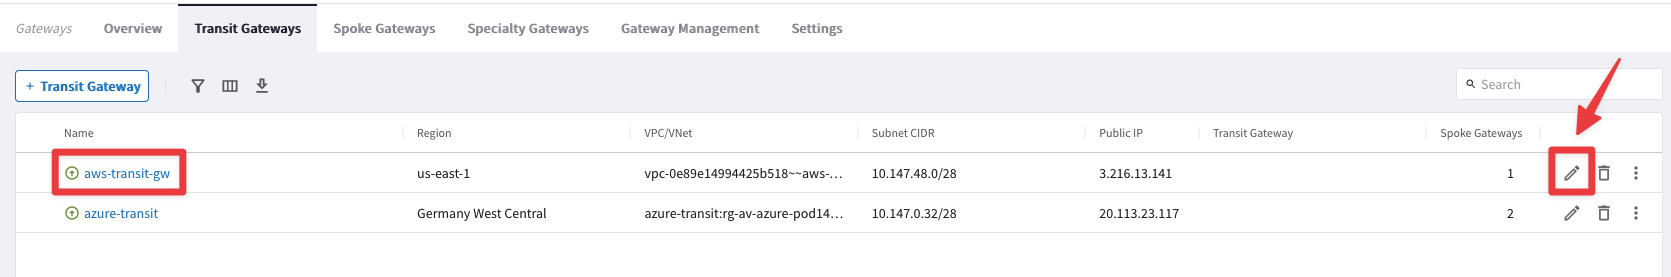 Gateways Overview Transit Gateways Spoke Gateways Specialty Gateways Gateway Management Settings
+ Transit Gateway Search
Name Region VPC/VNet Subnet CIDR Public IP Transit Gateway Spoke Gateways
aws-transit-gw us-east-1 vpc-0e89e14994425b518~~aws-... 10.147.48.0/28 3.216.13.141 1
azure-transit Germany West Central azure-transit:rg-av-azure-pod14... 10.147.0.32/28 20.113.23.117 2